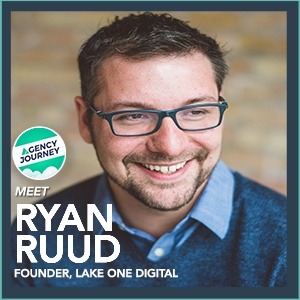 AGENCY
JOURNEY
MEET
RYAN
RUUD
FOUNDER, LAKE ONE DIGITAL